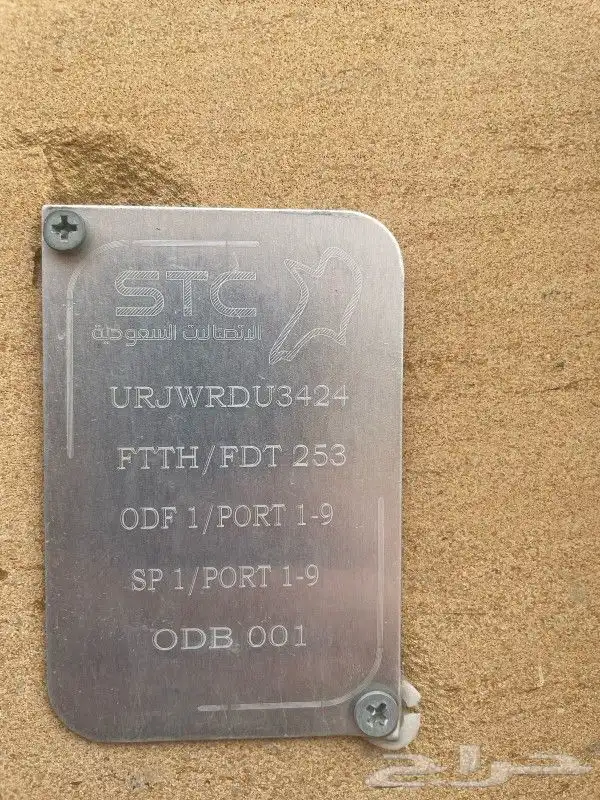 STC
الاتصالات السعودية
URJWRDU3424
FTTH/FDT 253
ODF 1/PORT 1-9
SP 1/PORT 1-9
ODB 001
حراج